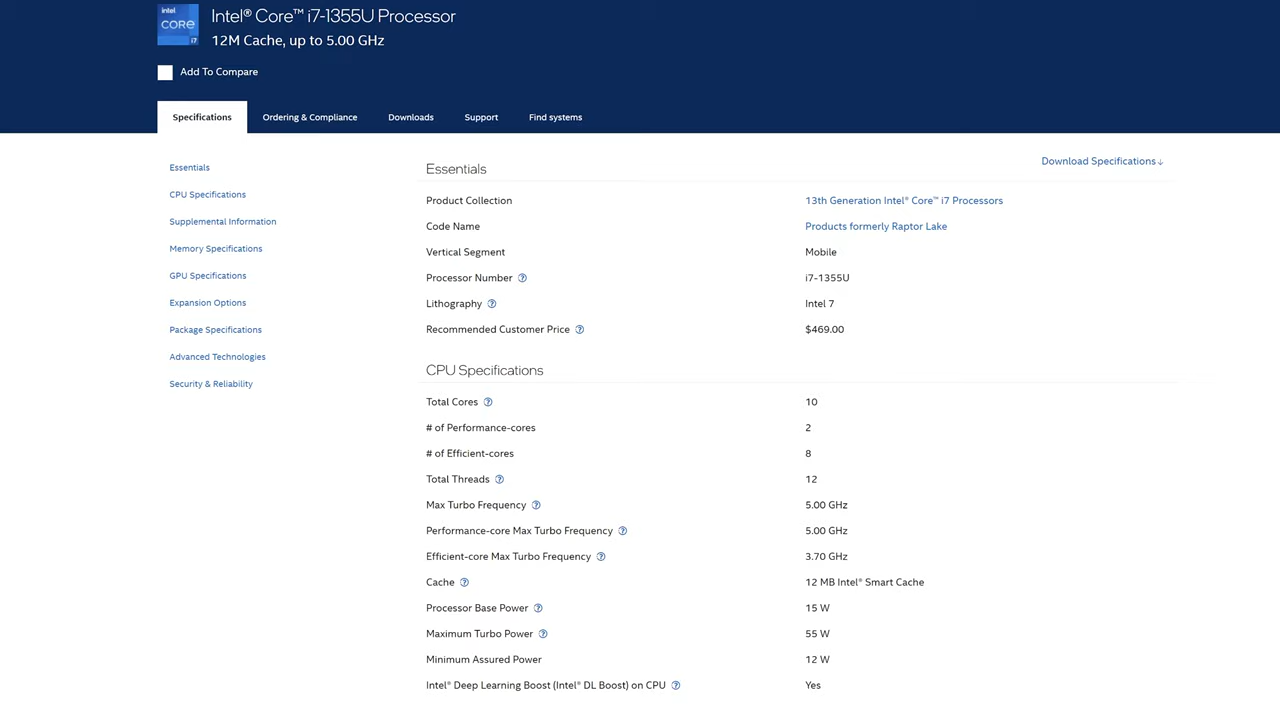 intel
CORE
i7
Intel® Core™ i7-1355U Processor
12M Cache, up to 5.00 GHz
Add To Compare
Specifications
Ordering & Compliance
Downloads
Support
Find systems
Essentials
CPU Specifications
Supplemental Information
Memory Specifications
GPU Specifications
Expansion Options
Package Specifications
Advanced Technologies
Security & Reliability
Download Specifications↓
Essentials
Product Collection 13th Generation Intel® Core™ i7 Processors
Code Name Products formerly Raptor Lake
Vertical Segment Mobile
Processor Number ? i7-1355U
Lithography ? Intel 7
Recommended Customer Price ? $469.00
CPU Specifications
Total Cores ? 10
# of Performance-cores 2
# of Efficient-cores 8
Total Threads ? 12
Max Turbo Frequency ? 5.00 GHz
Performance-core Max Turbo Frequency ? 5.00 GHz
Efficient-core Max Turbo Frequency ? 3.70 GHz
Cache ? 12 MB Intel® Smart Cache
Processor Base Power ? 15 W
Maximum Turbo Power ? 55 W
Minimum Assured Power 12 W
Intel® Deep Learning Boost (Intel® DL Boost) on CPU ? Yes